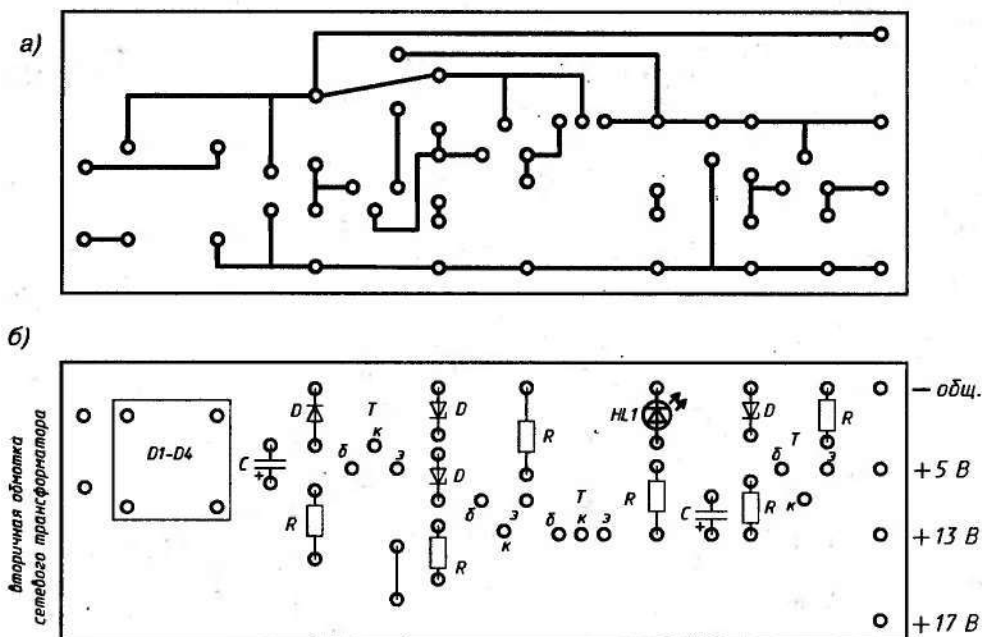 а)
б)
вторичная обмотка
сетевого трансформатора
D1-D4
C
+
D
R
T
к
б
э
D
D
R
R
б
э
к
T
б
к
э
HL1
R
C
+
D
R
T
б
э
к
R
— общ.
+ 5 В
+ 13 В
+ 17 В